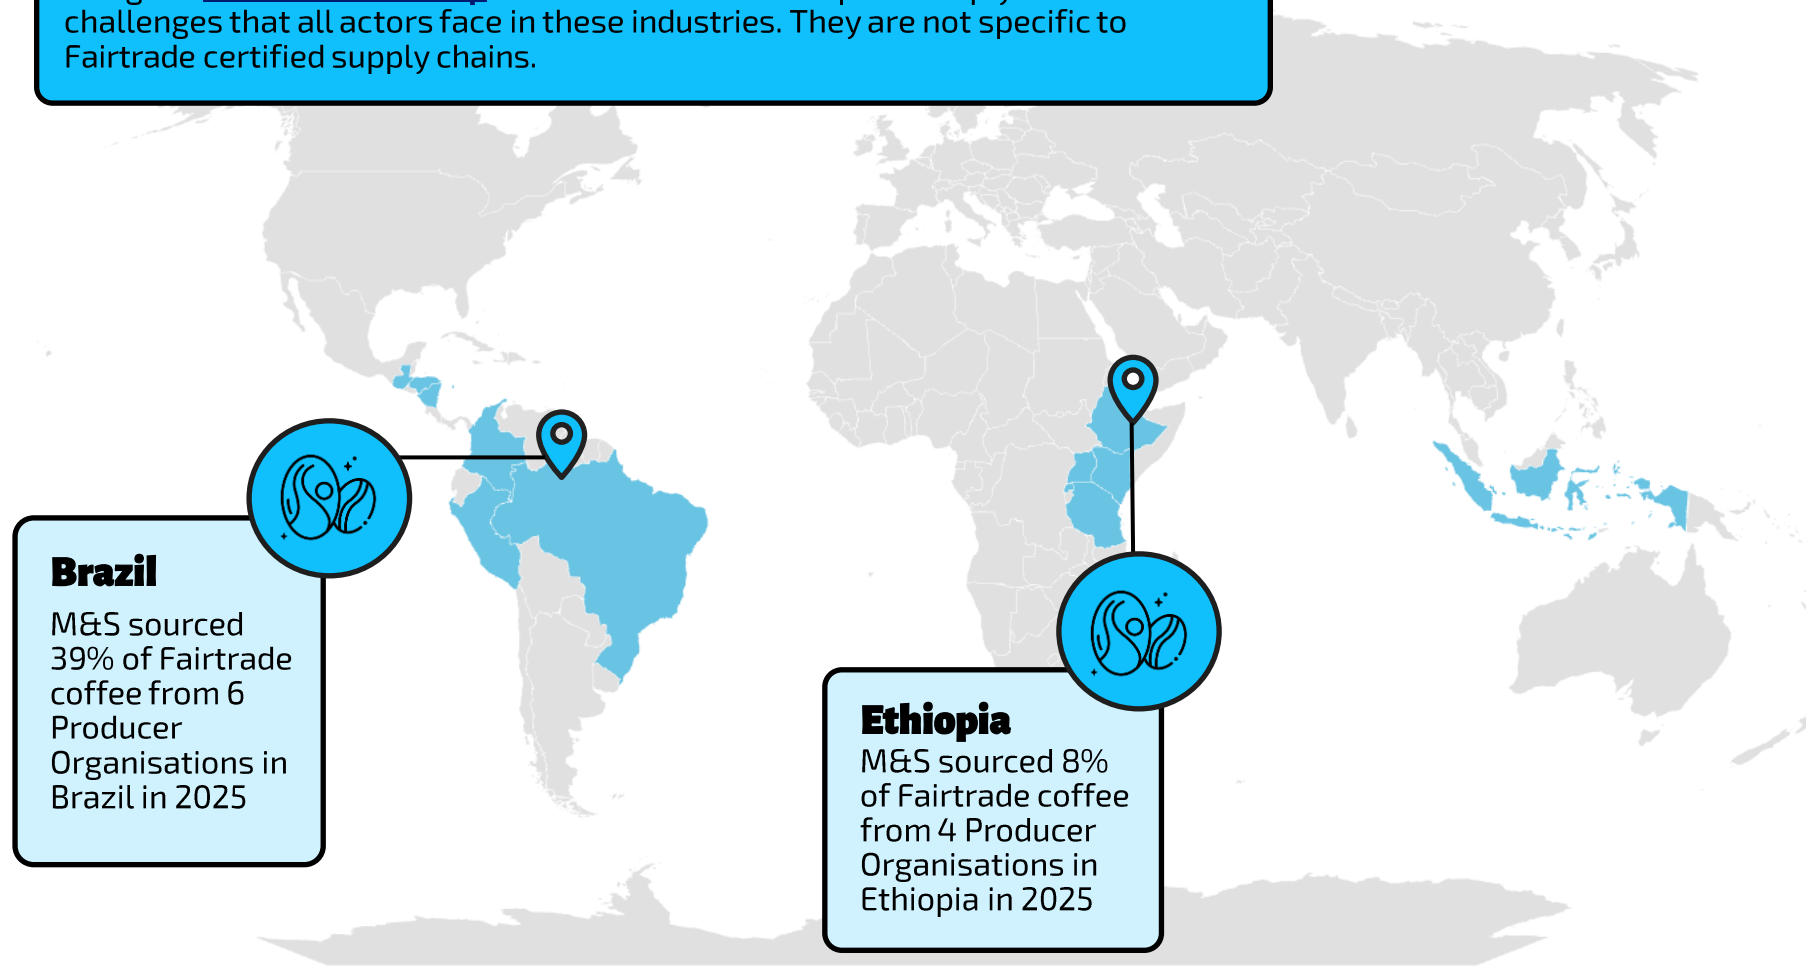 challenges that all actors face in these industries. They are not specific to
Fairtrade certified supply chains.
Brazil
M&S sourced
39% of Fairtrade
coffee from 6
Producer
Organisations in
Brazil in 2025
Ethiopia
M&S sourced 8%
of Fairtrade coffee
from 4 Producer
Organisations in
Ethiopia in 2025